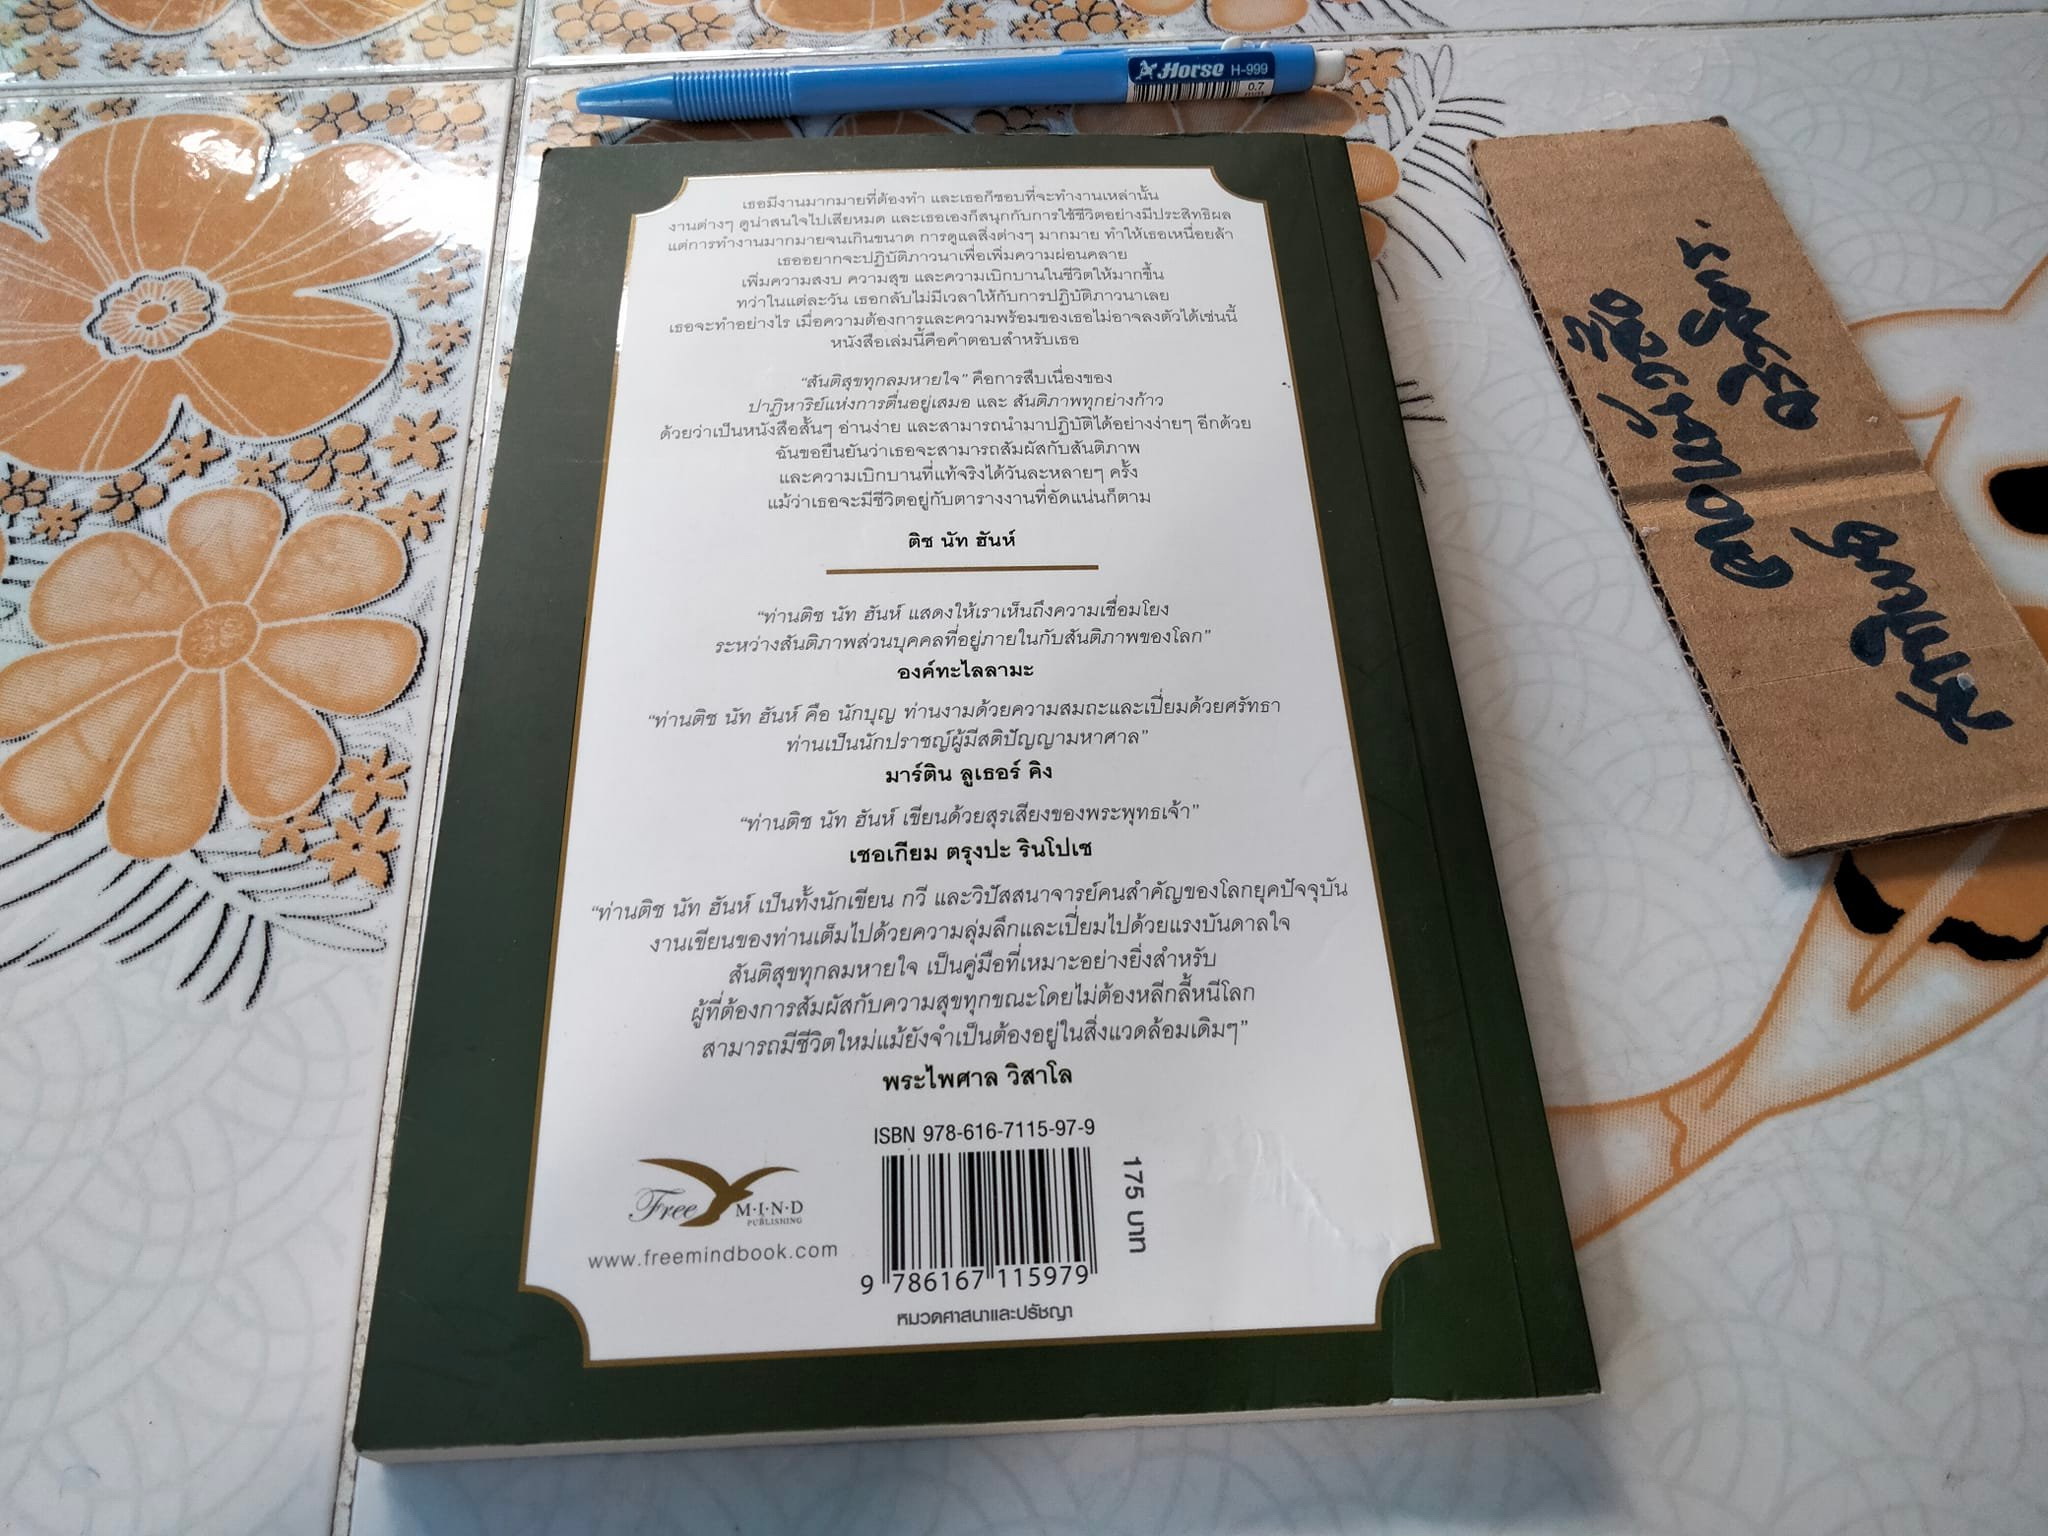 Horse H-999
0.7
mm
เธอมีงานมากมายที่ต้องทำ และเธอก็ชอบที่จะทำงานเหล่านั้น
งานต่างๆ ดูน่าสนใจไปเสียหมด และเธอเองก็สนุกกับการใช้ชีวิตอย่างมีประสิทธิผล
แต่การทำงานมากมายจนเกินขนาด การดูแลสิ่งต่างๆ มากมาย ทำให้เธอเหนื่อยล้า
เธออยากจะปฏิบัติภาวนาเพื่อเพิ่มความผ่อนคลาย
เพิ่มความสงบ ความสุข และความเบิกบานในชีวิตให้มากขึ้น
ทว่าในแต่ละวัน เธอกลับไม่มีเวลาให้กับการปฏิบัติภาวนาเลย
เธอจะทำอย่างไร เมื่อความต้องการและความพร้อมของเธอไม่อาจลงตัวได้เช่นนี้
หนังสือเล่มนี้คือคำตอบสำหรับเธอ
“สันติสุขทุกลมหายใจ” คือการสืบเนื่องของ
ปาฏิหาริย์แห่งการตื่นอยู่เสมอ และ สันติภาพทุกย่างก้าว
ด้วยว่าเป็นหนังสือสั้นๆ อ่านง่าย และสามารถนำมาปฏิบัติได้อย่างง่ายๆ อีกด้วย
ฉันขอยืนยันว่าเธอจะสามารถสัมผัสกับสันติภาพ
และความเบิกบานที่แท้จริงได้วันละหลายๆ ครั้ง
แม้ว่าเธอจะมีชีวิตอยู่กับตารางงานที่อัดแน่นก็ตาม
ติช นัท ฮันห์
“ท่านติช นัท ฮันห์ แสดงให้เราเห็นถึงความเชื่อมโยง
ระหว่างสันติภาพส่วนบุคคลที่อยู่ภายในกับสันติภาพของโลก”
องค์ทะไลลามะ
“ท่านติช นัท ฮันห์ คือ นักบุญ ท่านงามด้วยความสมถะและเปี่ยมด้วยศรัทธา
ท่านเป็นนักปราชญ์ผู้มีสติปัญญามหาศาล”
มาร์ติน ลูเธอร์ คิง
“ท่านติช นัท ฮันห์ เขียนด้วยสุรเสียงของพระพุทธเจ้า”
เชอเกียม ตรุงปะ รินโปเช
“ท่านติช นัท ฮันห์ เป็นทั้งนักเขียน กวี และวิปัสสนาจารย์คนสำคัญของโลกยุคปัจจุบัน
งานเขียนของท่านเต็มไปด้วยความลุ่มลึกและเปี่ยมไปด้วยแรงบันดาลใจ
สันติสุขทุกลมหายใจ เป็นคู่มือที่เหมาะอย่างยิ่งสำหรับ
ผู้ที่ต้องการสัมผัสกับความสุขทุกขณะโดยไม่ต้องหลีกลี้หนีโลก
สามารถมีชีวิตใหม่แม้ยังจำเป็นต้องอยู่ในสิ่งแวดล้อมเดิมๆ”
พระไพศาล วิสาโล
ISBN 978-616-7115-97-9
175 บาท
Free M·I·N·D
PUBLISHING
www.freemindbook.com
9 786167 115979
หมวดศาสนาและปรัชญา